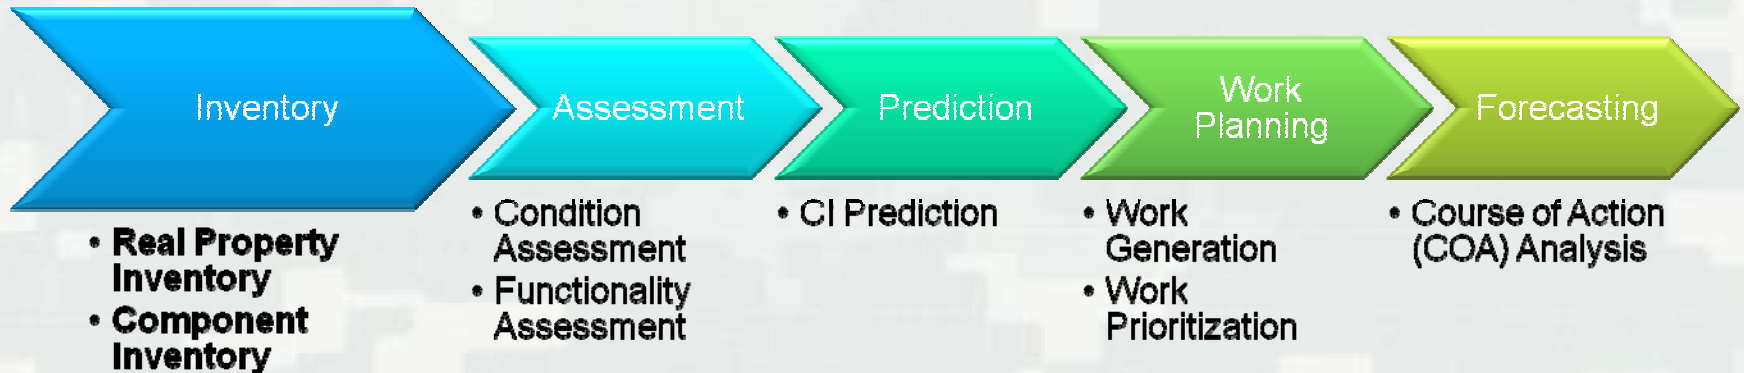 Inventory
Assessment
Prediction
Work
Planning
Forecasting
• Real Property
Inventory
• Component
Inventory
• Condition
Assessment
• Functionality
Assessment
• CI Prediction
• Work
Generation
• Work
Prioritization
• Course of Action
(COA) Analysis